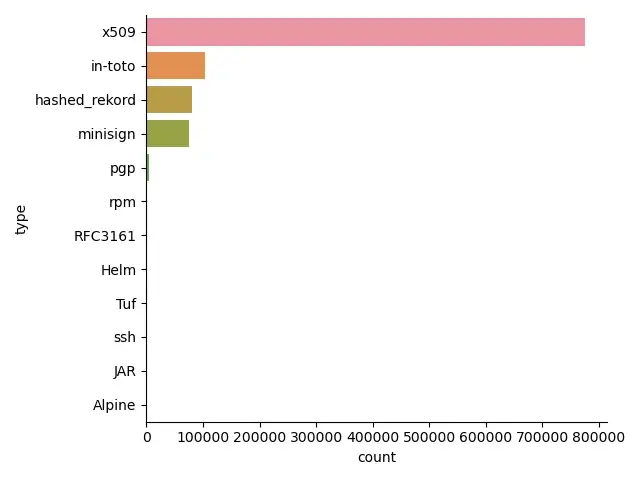 x509
in-toto
hashed_rekord
minisign
pgp
rpm
RFC3161
Helm
Tuf
ssh
JAR
Alpine
type
0 100000 200000 300000 400000 500000 600000 700000 800000
count